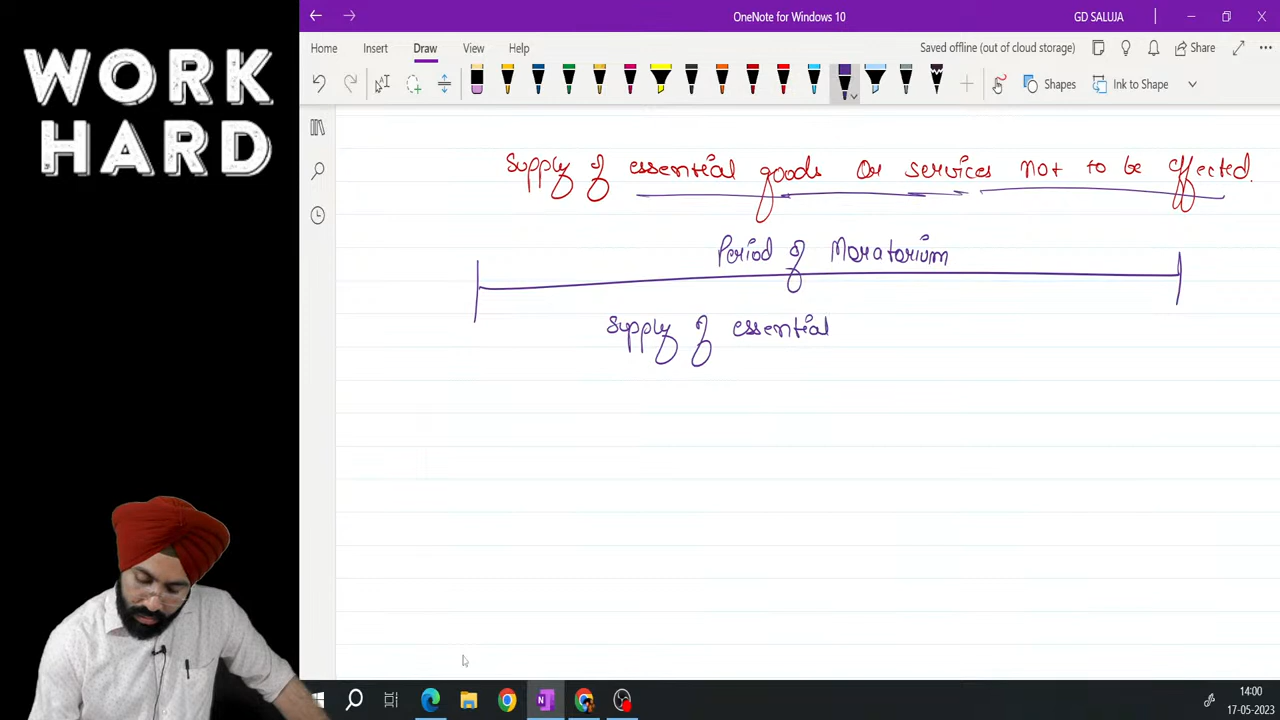 WORK
HARD
OneNote for Windows 10
GD SALUJA
Home Insert Draw View Help
Saved offline (out of cloud storage)
Share
Shapes
Ink to Shape
Supply of essential goods Or services not to be effected.
Period of Moratorium
Supply of essential
14:00
17-05-2023